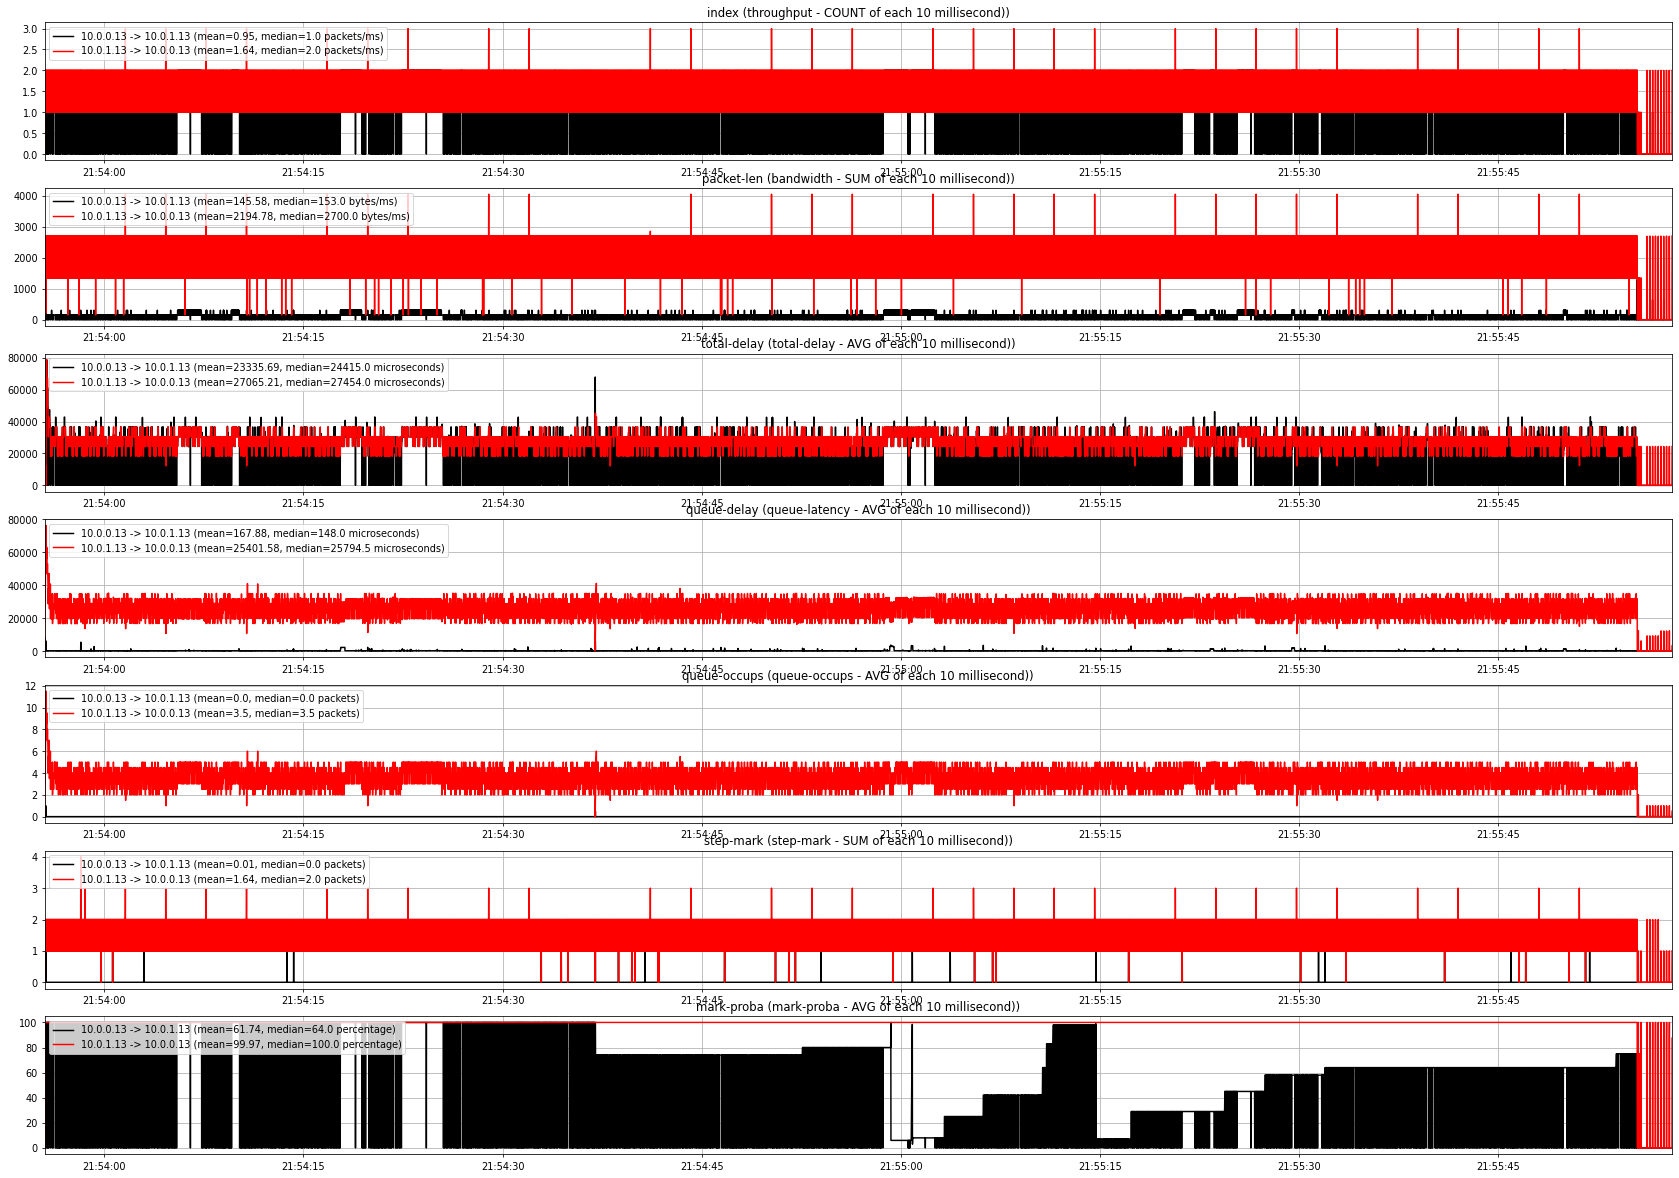 index (throughput - COUNT of each 10 millisecond))
10.0.0.13 -> 10.0.1.13 (mean=0.95, median=1.0 packets/ms)
10.0.1.13 -> 10.0.0.13 (mean=1.64, median=2.0 packets/ms)
3.0
2.5
2.0
1.5
1.0
0.5
0.0
21:54:00 21:54:15 21:54:30 21:54:45 21:55:00 21:55:15 21:55:30 21:55:45
packet-len (bandwidth - SUM of each 10 millisecond))
10.0.0.13 -> 10.0.1.13 (mean=145.58, median=153.0 bytes/ms)
10.0.1.13 -> 10.0.0.13 (mean=2194.78, median=2700.0 bytes/ms)
4000
3000
2000
1000
0
21:54:00 21:54:15 21:54:30 21:54:45 21:55:00 21:55:15 21:55:30 21:55:45
total-delay (total-delay - AVG of each 10 millisecond))
10.0.0.13 -> 10.0.1.13 (mean=23335.69, median=24415.0 microseconds)
10.0.1.13 -> 10.0.0.13 (mean=27065.21, median=27454.0 microseconds)
80000
60000
40000
20000
0
21:54:00 21:54:15 21:54:30 21:54:45 21:55:00 21:55:15 21:55:30 21:55:45
queue-delay (queue-latency - AVG of each 10 millisecond))
10.0.0.13 -> 10.0.1.13 (mean=167.88, median=148.0 microseconds)
10.0.1.13 -> 10.0.0.13 (mean=25401.58, median=25794.5 microseconds)
80000
60000
40000
20000
0
21:54:00 21:54:15 21:54:30 21:54:45 21:55:00 21:55:15 21:55:30 21:55:45
queue-occups (queue-occups - AVG of each 10 millisecond))
10.0.0.13 -> 10.0.1.13 (mean=0.0, median=0.0 packets)
10.0.1.13 -> 10.0.0.13 (mean=3.5, median=3.5 packets)
12
10
8
6
4
2
0
21:54:00 21:54:15 21:54:30 21:54:45 21:55:00 21:55:15 21:55:30 21:55:45
step-mark (step-mark - SUM of each 10 millisecond))
10.0.0.13 -> 10.0.1.13 (mean=0.01, median=0.0 packets)
10.0.1.13 -> 10.0.0.13 (mean=1.64, median=2.0 packets)
4
3
2
1
0
21:54:00 21:54:15 21:54:30 21:54:45 21:55:00 21:55:15 21:55:30 21:55:45
mark-proba (mark-proba - AVG of each 10 millisecond))
10.0.0.13 -> 10.0.1.13 (mean=61.74, median=64.0 percentage)
10.0.1.13 -> 10.0.0.13 (mean=99.97, median=100.0 percentage)
100
80
60
40
20
0
21:54:00 21:54:15 21:54:30 21:54:45 21:55:00 21:55:15 21:55:30 21:55:45